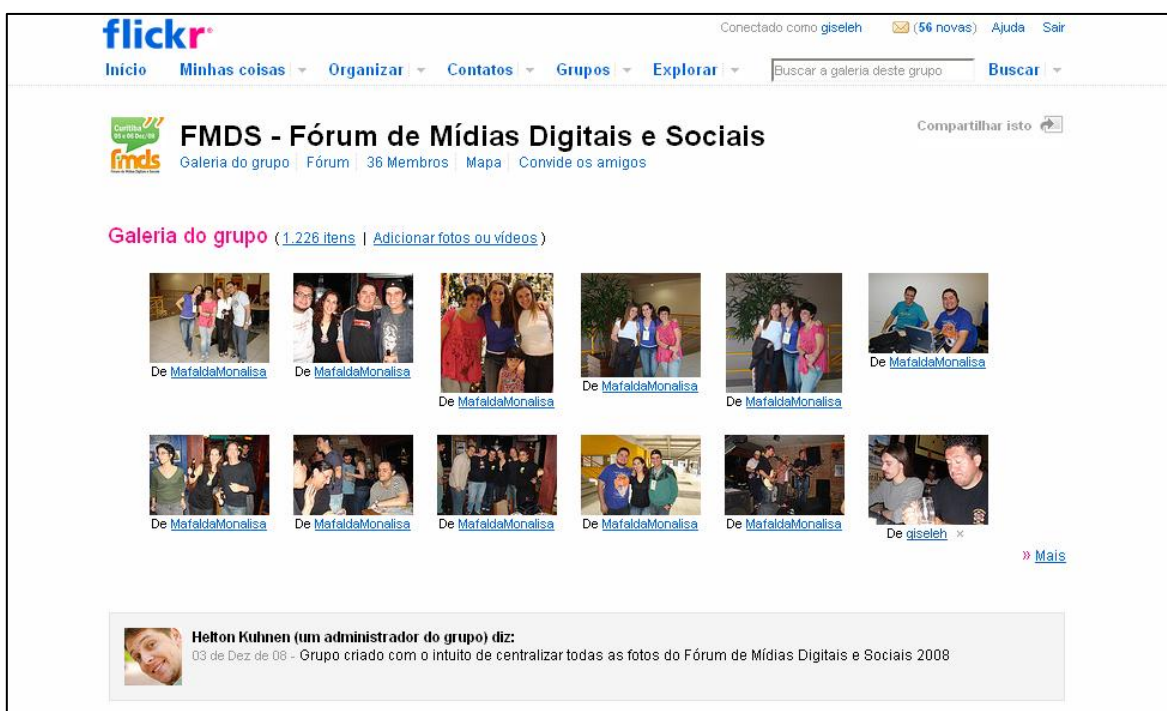 flickr
Conectado como giseleh (56 novas) Ajuda Sair
Início Minhas coisas Organizar Contatos Grupos Explorar Buscar a galeria deste grupo Buscar
Curitiba
05 e 06 Dez/08
fmds
FMDS - Fórum de Mídias Digitais e Sociais
Compartilhar isto
Galeria do grupo Fórum 36 Membros Mapa Convide os amigos
Galeria do grupo ( 1.226 itens | Adicionar fotos ou vídeos )
De MafaldaMonalisa De MafaldaMonalisa De MafaldaMonalisa De MafaldaMonalisa De MafaldaMonalisa De MafaldaMonalisa
De MafaldaMonalisa De MafaldaMonalisa De MafaldaMonalisa De MafaldaMonalisa De MafaldaMonalisa De giseleh ×
» Mais
Helton Kuhnen (um administrador do grupo) diz:
03 de Dez de 08 - Grupo criado com o intuito de centralizar todas as fotos do Fórum de Mídias Digitais e Sociais 2008